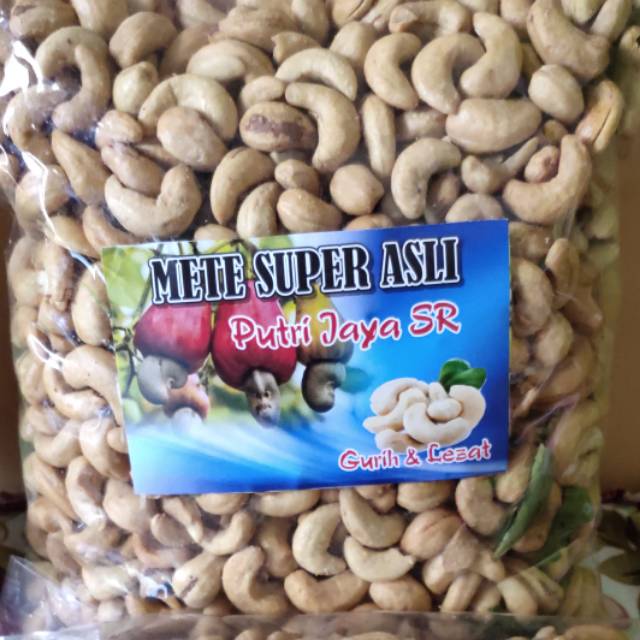 METE SUPER ASLI
Putri Jaya SR
Gurih & Lezat